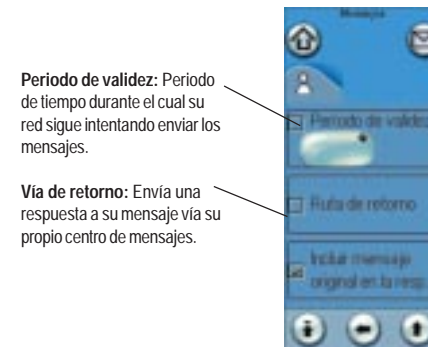 Mensajes
Periodo de validez: Periodo
de tiempo durante el cual su
red sigue intentando enviar los
mensajes.
Periodo de validez
Vía de retorno: Envía una
respuesta a su mensaje vía su
propio centro de mensajes.
Ruta de retorno
Incluir mensaje
original en la resp.